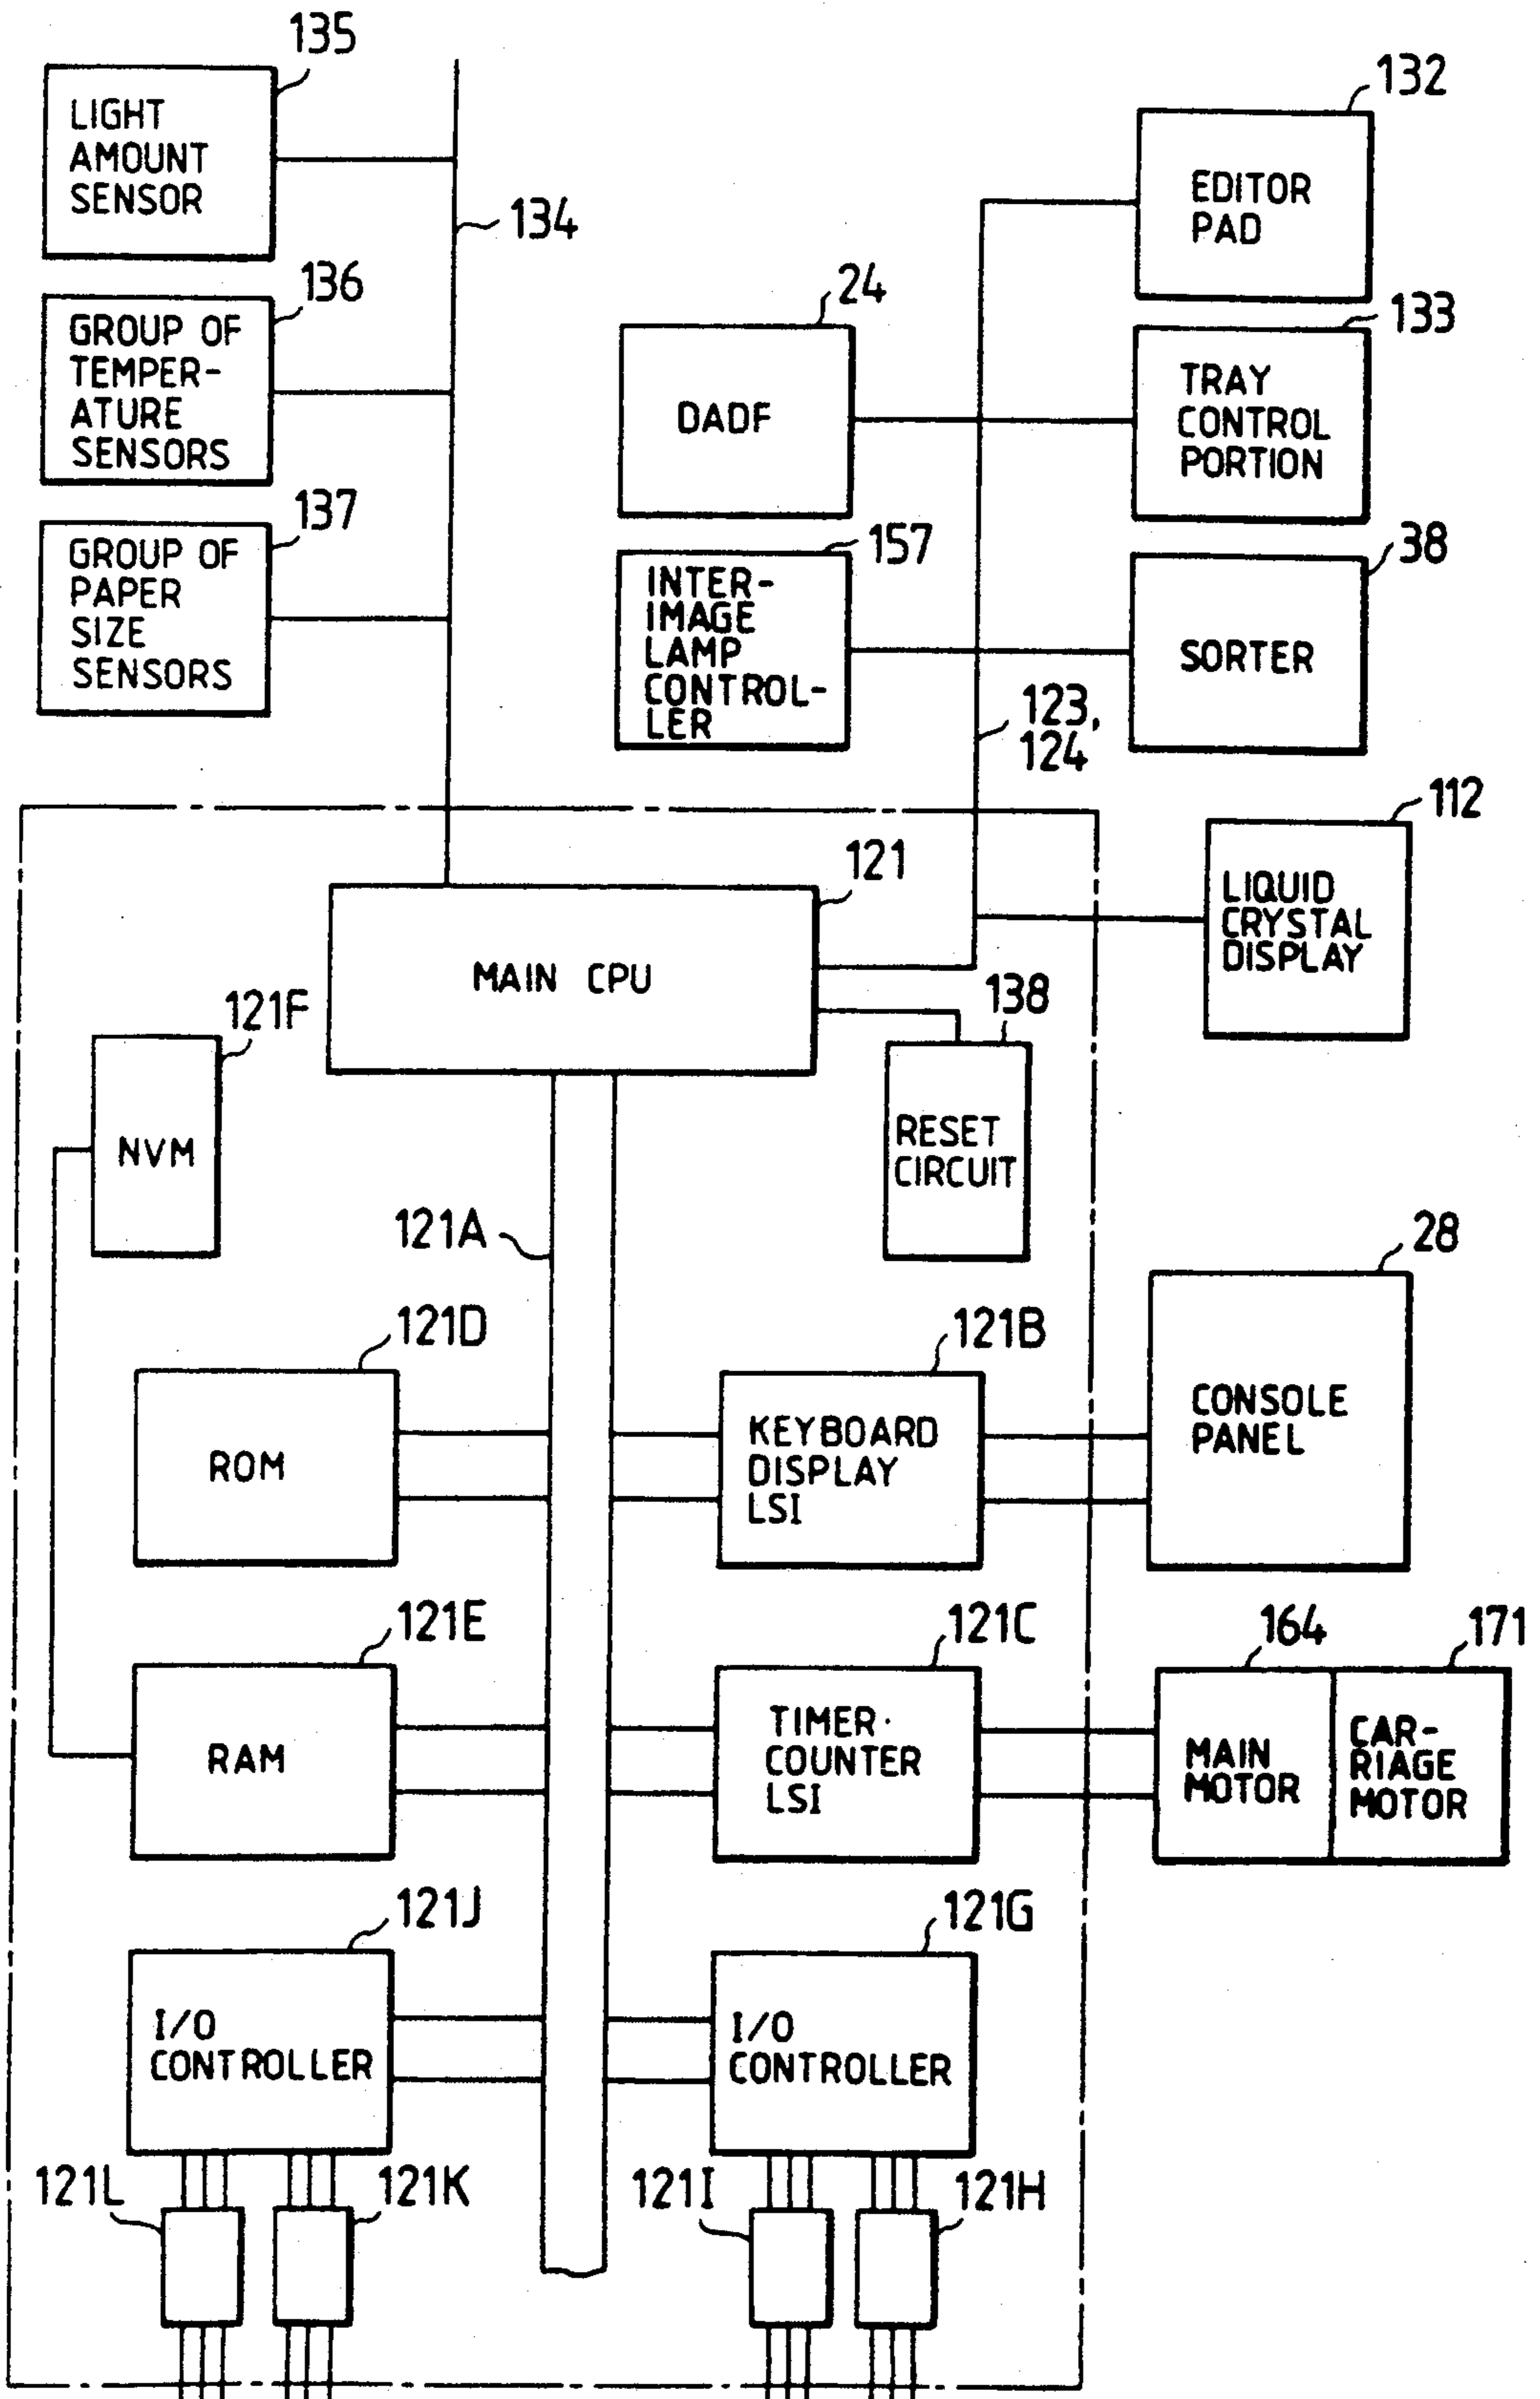 135
LIGHT
AMOUNT
SENSOR
134
136
GROUP OF
TEMPER-
ATURE
SENSORS
137
GROUP OF
PAPER
SIZE
SENSORS
132
EDITOR
PAD
24
DADF
133
TRAY
CONTROL
PORTION
157
INTER-
IMAGE
LAMP
CONTROL-
LER
38
SORTER
123,
124
112
LIQUID
CRYSTAL
DISPLAY
121
MAIN CPU
138
RESET
CIRCUIT
121F
NVM
121A
28
CONSOLE
PANEL
121D
ROM
121B
KEYBOARD
DISPLAY
LSI
121E
RAM
121C
TIMER·
COUNTER
LSI
164
MAIN
MOTOR
171
CAR-
RIAGE
MOTOR
121J
I/O
CONTROLLER
121G
I/O
CONTROLLER
121L
121K
121I
121H